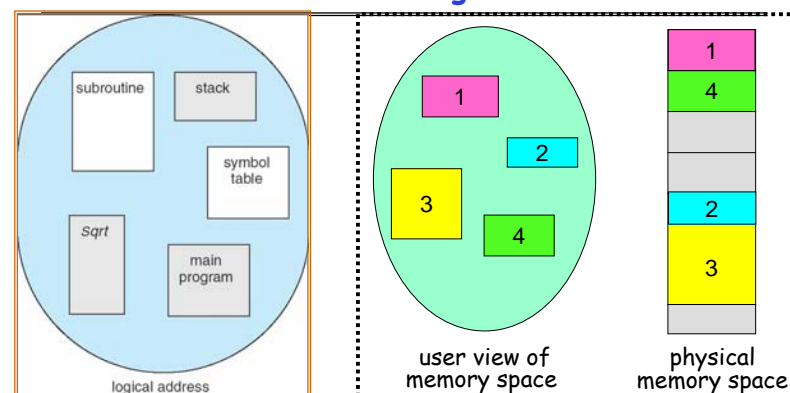 subroutine
stack
symbol
table
Sqrt
main
program
logical address
1
2
3
4
user view of
memory space
1
4
2
3
physical
memory space